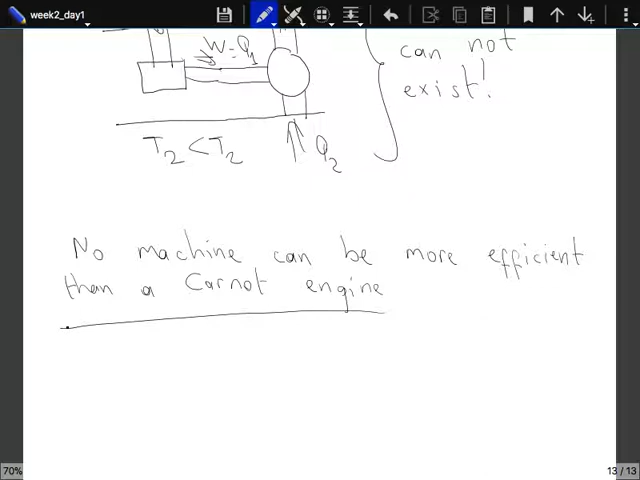 week2_day1
W=Q1
can not
exist!
T2<T2
Q2
No machine can be more efficient
than a Carnot engine
70%
13 / 13